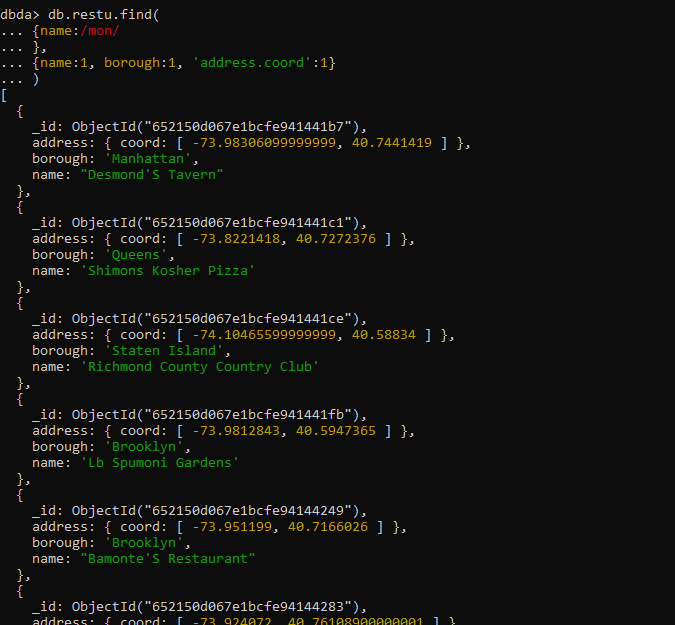 dbda> db.restu.find(
... {name:/mon/
... },
... {name:1, borough:1, 'address.coord':1}
... )
[
  {
    _id: ObjectId("652150d067e1bcfe941441b7"),
    address: { coord: [ -73.98306099999999, 40.7441419 ] },
    borough: 'Manhattan',
    name: "Desmond'S Tavern"
  },
  {
    _id: ObjectId("652150d067e1bcfe941441c1"),
    address: { coord: [ -73.8221418, 40.7272376 ] },
    borough: 'Queens',
    name: 'Shimons Kosher Pizza'
  },
  {
    _id: ObjectId("652150d067e1bcfe941441ce"),
    address: { coord: [ -74.10465599999999, 40.58834 ] },
    borough: 'Staten Island',
    name: 'Richmond County Country Club'
  },
  {
    _id: ObjectId("652150d067e1bcfe941441fb"),
    address: { coord: [ -73.9812843, 40.5947365 ] },
    borough: 'Brooklyn',
    name: 'Lb Spumoni Gardens'
  },
  {
    _id: ObjectId("652150d067e1bcfe94144249"),
    address: { coord: [ -73.951199, 40.7166026 ] },
    borough: 'Brooklyn',
    name: "Bamonte'S Restaurant"
  },
  {
    _id: ObjectId("652150d067e1bcfe94144283"),
    address: { coord: [ -73.924072, 40.76108900000001 ] }